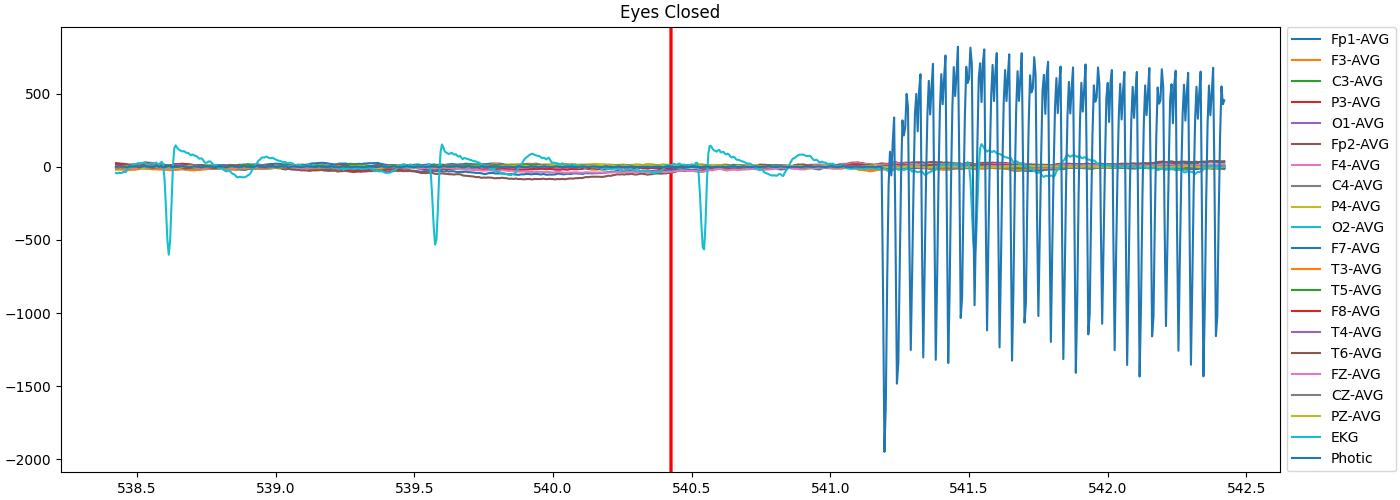 Eyes Closed
500
0
−500
−1000
−1500
−2000
538.5 539.0 539.5 540.0 540.5 541.0 541.5 542.0 542.5
Fp1-AVG
F3-AVG
C3-AVG
P3-AVG
O1-AVG
Fp2-AVG
F4-AVG
C4-AVG
P4-AVG
O2-AVG
F7-AVG
T3-AVG
T5-AVG
F8-AVG
T4-AVG
T6-AVG
FZ-AVG
CZ-AVG
PZ-AVG
EKG
Photic